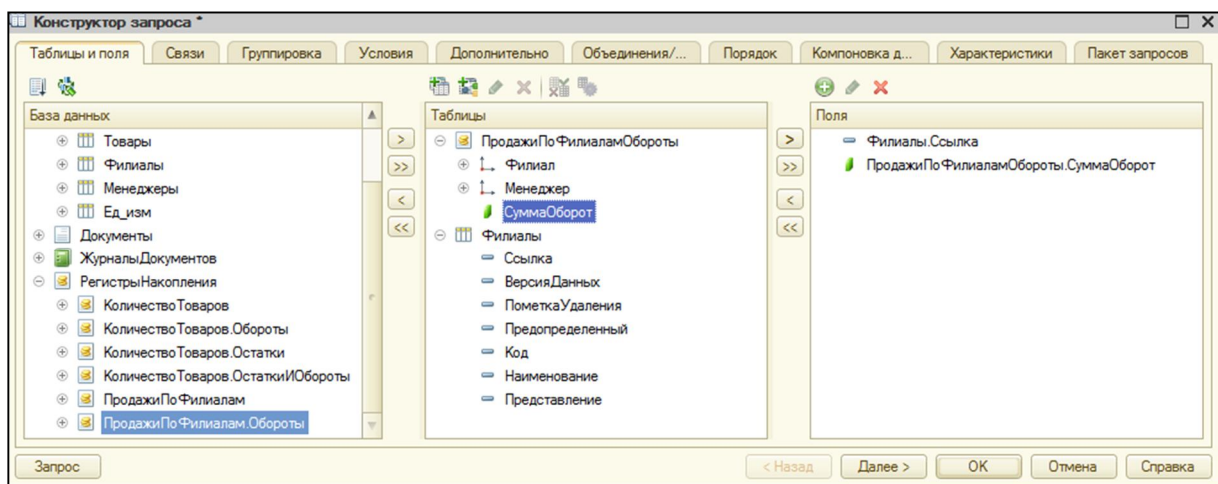 Конструктор запроса *
Таблицы и поля Связи Группировка Условия Дополнительно Объединения/... Порядок Компоновка д... Характеристики Пакет запросов
База данных
Товары
Филиалы
Менеджеры
Ед_изм
Документы
ЖурналыДокументов
РегистрыНакопления
КоличествоТоваров
КоличествоТоваров.Обороты
КоличествоТоваров.Остатки
КоличествоТоваров.ОстаткиИОбороты
ПродажиПоФилиалам
ПродажиПоФилиалам.Обороты
Таблицы
ПродажиПоФилиаламОбороты
Филиал
Менеджер
СуммаОборот
Филиалы
Ссылка
ВерсияДанных
ПометкаУдаления
Предопределенный
Код
Наименование
Представление
Поля
Филиалы.Ссылка
ПродажиПоФилиаламОбороты.СуммаОборот
>
>>
<
<<
>
>>
<
<<
Запрос < Назад Далее > OK Отмена Справка